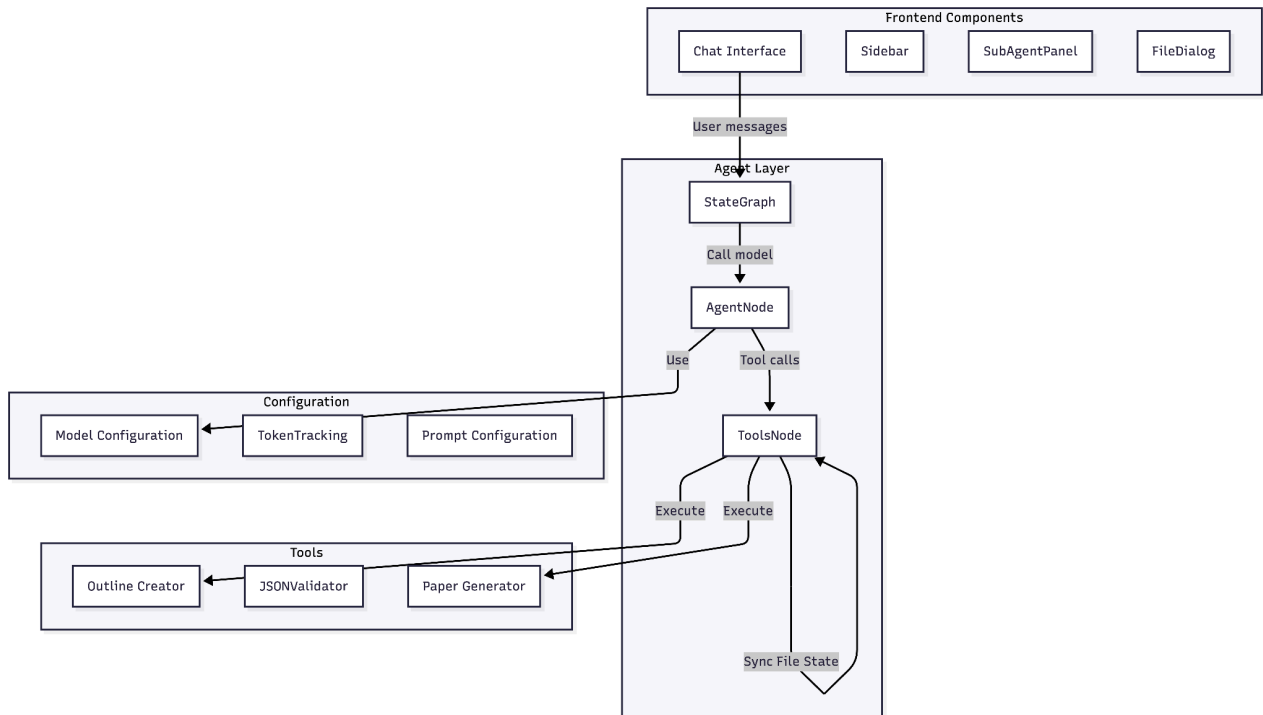 Frontend Components
Chat Interface
Sidebar
SubAgentPanel
FileDialog
User messages
Agent Layer
StateGraph
Call model
AgentNode
Use
Tool calls
Configuration
Model Configuration
TokenTracking
Prompt Configuration
ToolsNode
Execute
Execute
Tools
Outline Creator
JSONValidator
Paper Generator
Sync File State